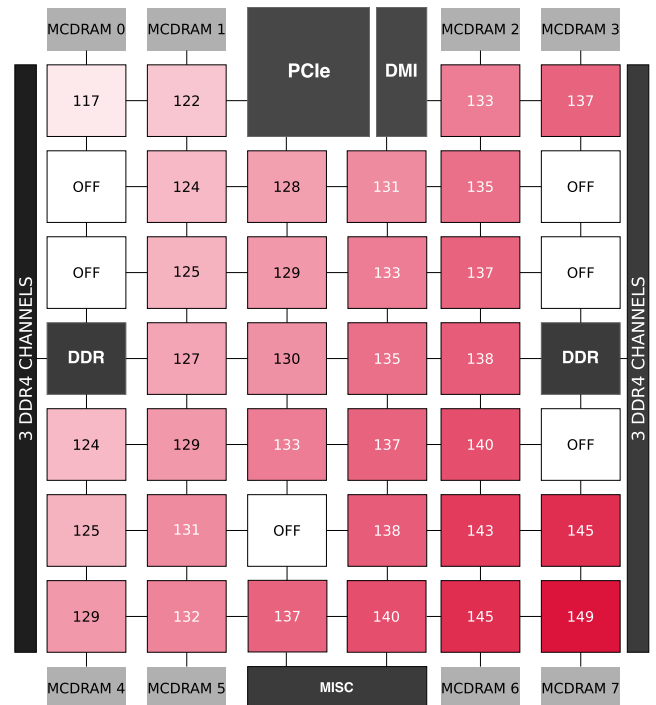 MCDRAM 0 MCDRAM 1 PCIe DMI MCDRAM 2 MCDRAM 3
117 122 133 137
OFF 124 128 131 135 OFF
OFF 125 129 133 137 OFF
3 DDR4 CHANNELS
DDR 127 130 135 138 DDR
3 DDR4 CHANNELS
124 129 133 137 140 OFF
125 131 OFF 138 143 145
129 132 137 140 145 149
MCDRAM 4 MCDRAM 5 MISC MCDRAM 6 MCDRAM 7